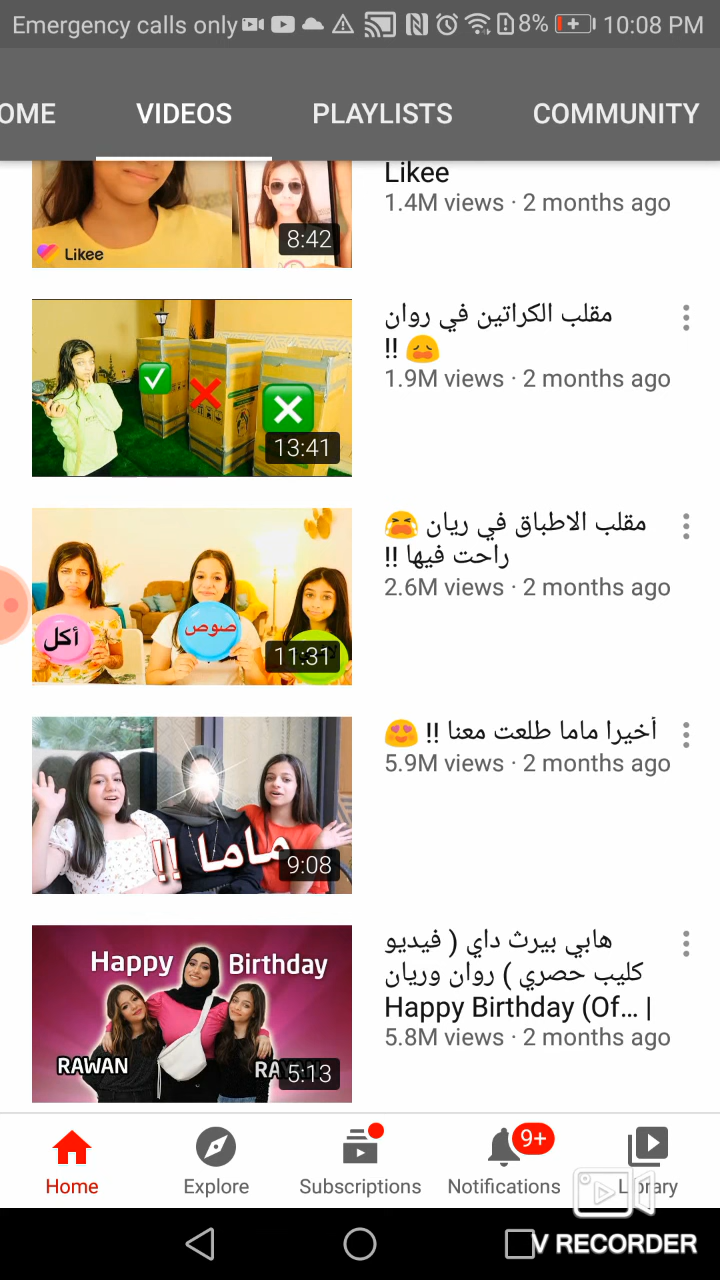 Emergency calls only 8% 10:08 PM
OME VIDEOS PLAYLISTS COMMUNITY
Likee
1.4M views · 2 months ago
8:42
Likee
مقلب الكراتين في روان
!! 😩
1.9M views · 2 months ago
13:41
مقلب الاطباق في ريان 😭
راحت فيها !!
2.6M views · 2 months ago
أكل
صوص
11:31
أخيرا ماما طلعت معنا !! 😍
5.9M views · 2 months ago
ماما !!
9:08
هابي بيرث داي ( فيديو
كليب حصري ) روان وريان
Happy Birthday (Of... |
5.8M views · 2 months ago
Happy Birthday
RAWAN
5:13
Home Explore Subscriptions Notifications 9+ Library
V RECORDER